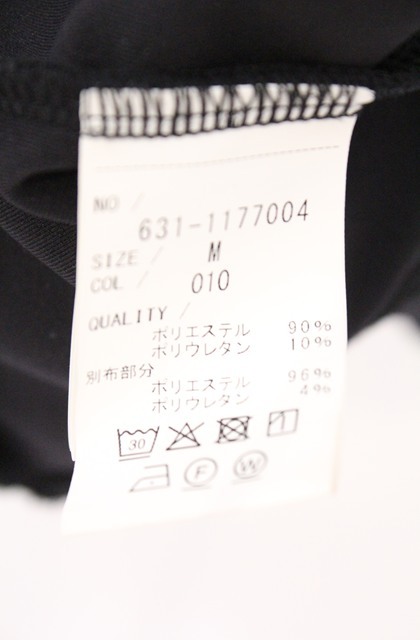 NO /
631-1177004
SIZE / M
COL / 010
QUALITY /
ポリエステル 90%
ポリウレタン 10%
別布部分
ポリエステル 96%
ポリウレタン 4%
30
F W